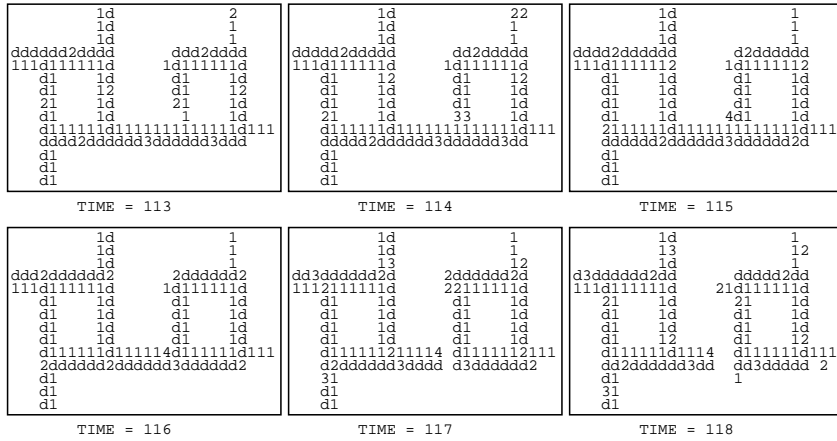 1d 2
1d 1
1d 1
dddddd2dddd ddd2dddd
111d111111d 1d111111d
d1 1d d1 1d
d1 12 d1 12
21 1d 21 1d
d1 1d 1 1d
d111111d1111111111111d111
dddd2dddddd3dddddd3ddd
d1
d1
d1
TIME = 113
1d 22
1d 1
1d 1
ddddd2ddddd dd2ddddd
111d111111d 1d111111d
d1 12 d1 12
d1 1d d1 1d
d1 1d d1 1d
21 1d 33 1d
d111111d1111111111111d111
ddddd2dddddd3dddddd3dd
d1
d1
d1
TIME = 114
1d 1
1d 1
1d 1
dddd2dddddd d2dddddd
111d1111112 1d1111112
d1 1d d1 1d
d1 1d d1 1d
d1 1d d1 1d
d1 1d 4d1 1d
2111111d1111111111111d111
dddddd2dddddd3dddddd2d
d1
d1
d1
TIME = 115
1d 1
1d 1
1d 1
ddd2dddddd2 2dddddd2
111d111111d 1d111111d
d1 1d d1 1d
d1 1d d1 1d
d1 1d d1 1d
d1 1d d1 1d
d111111d111114d111111d111
2dddddd2dddddd3dddddd2
d1
d1
d1
TIME = 116
1d 1
1d 1
13 12
dd3dddddd2d 2dddddd2d
1112111111d 22111111d
d1 1d d1 1d
d1 1d d1 1d
d1 1d d1 1d
d1 1d d1 1d
d111111211114 d1111112111
d2dddddd3dddd d3dddddd2
31
d1
d1
TIME = 117
1d 1
13 12
1d 1
d3dddddd2dd ddddd2dd
111d111111d 21d111111d
21 1d 21 1d
d1 1d d1 1d
d1 1d d1 1d
d1 12 d1 12
d111111d1114 d111111d111
dd2dddddd3dd dd3ddddd 2
d1 1
31
d1
TIME = 118